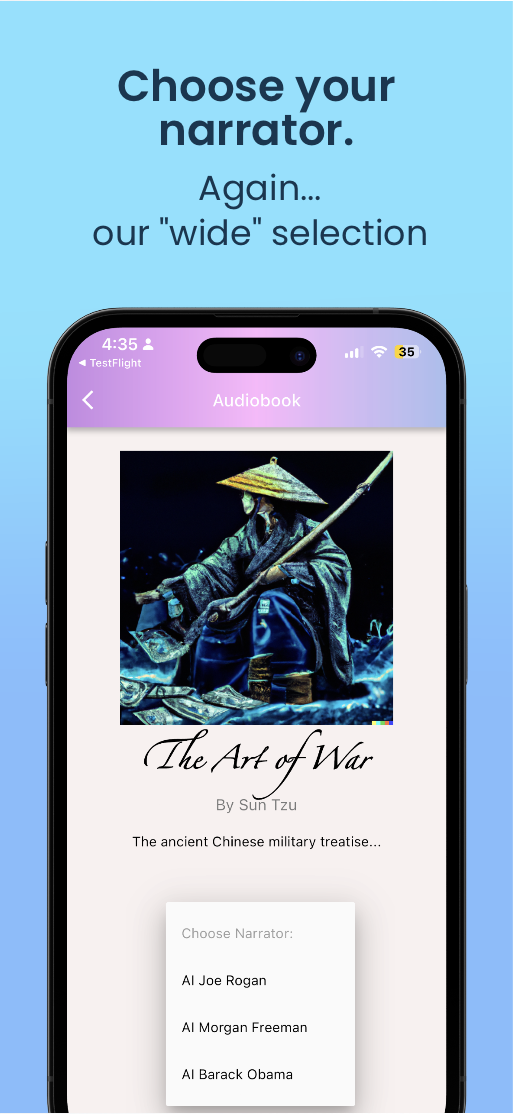 Choose your
narrator.
Again...
our "wide" selection
4:35
35
◀ TestFlight
Audiobook
The Art of War
By Sun Tzu
The ancient Chinese military treatise...
Choose Narrator:
AI Joe Rogan
AI Morgan Freeman
AI Barack Obama